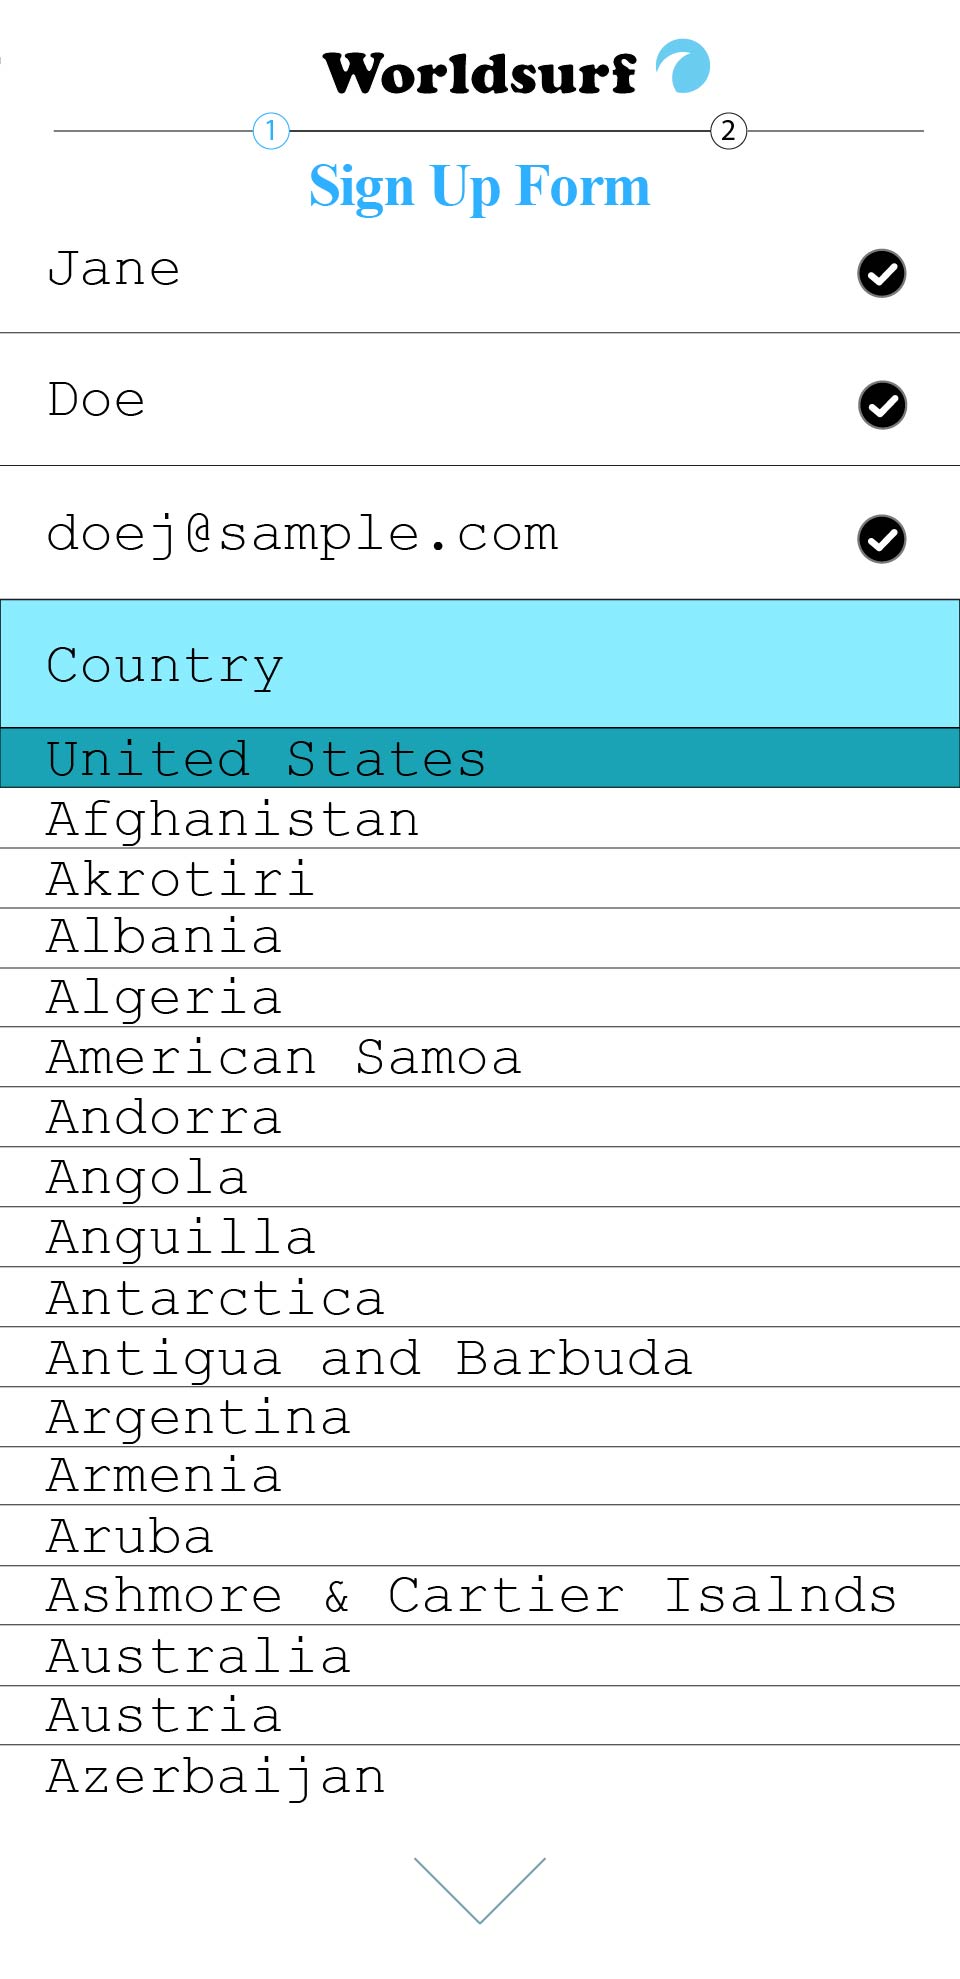 Worldsurf
1 2
Sign Up Form
Jane
Doe
doej@sample.com
Country
United States
Afghanistan
Akrotiri
Albania
Algeria
American Samoa
Andorra
Angola
Anguilla
Antarctica
Antigua and Barbuda
Argentina
Armenia
Aruba
Ashmore & Cartier Isalnds
Australia
Austria
Azerbaijan